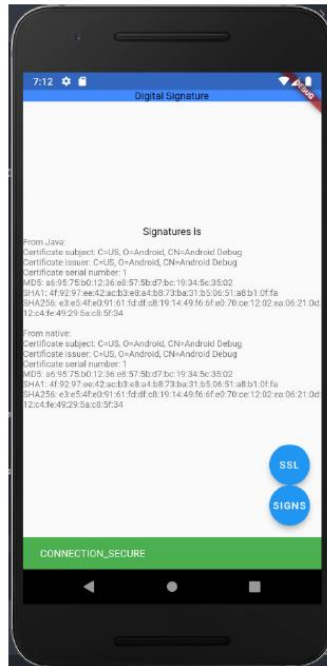 7:12
DEBUG
Digital Signature
Signatures is
From Java:
Certificate subject: C=US, O=Android, CN=Android Debug
Certificate issuer: C=US, O=Android, CN=Android Debug
Certificate serial number: 1
MD5: a6:95:75:b0:12:36:e8:57:5b:d7:bc:19:34:5c:35:02
SHA1: 4f:92:97:ee:42:ac:b3:e8:a4:b8:73:ba:31:b5:06:51:a8:b1:0f:fa
SHA256: e3:e5:4f:e0:91:61:fd:df:c8:19:14:49:f6:6f:e0:70:ce:12:02:ea:06:21:0d:
12:c4:fe:49:29:5a:c8:5f:34
From native:
Certificate subject: C=US, O=Android, CN=Android Debug
Certificate issuer: C=US, O=Android, CN=Android Debug
Certificate serial number: 1
MD5: a6:95:75:b0:12:36:e8:57:5b:d7:bc:19:34:5c:35:02
SHA1: 4f:92:97:ee:42:ac:b3:e8:a4:b8:73:ba:31:b5:06:51:a8:b1:0f:fa
SHA256: e3:e5:4f:e0:91:61:fd:df:c8:19:14:49:f6:6f:e0:70:ce:12:02:ea:06:21:0d:
12:c4:fe:49:29:5a:c8:5f:34
SSL
SIGNS
CONNECTION_SECURE